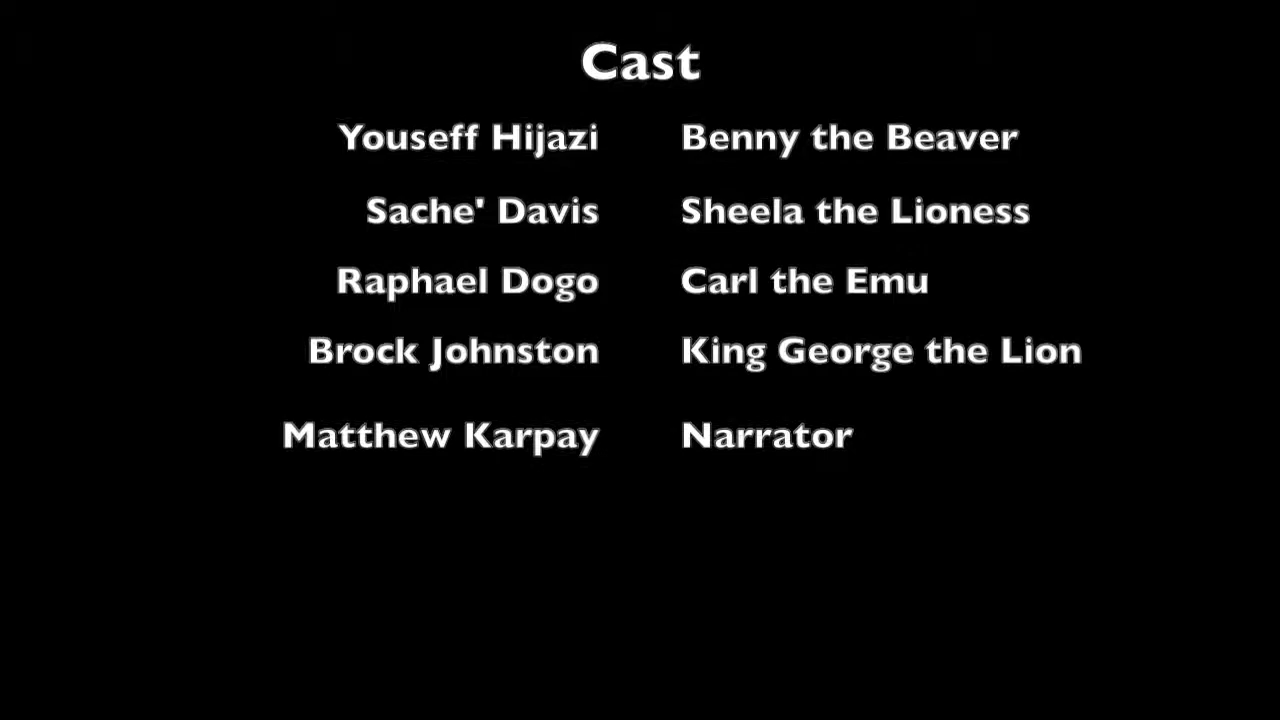 Cast
Youseff Hijazi Benny the Beaver
Sache' Davis Sheela the Lioness
Raphael Dogo Carl the Emu
Brock Johnston King George the Lion
Matthew Karpay Narrator